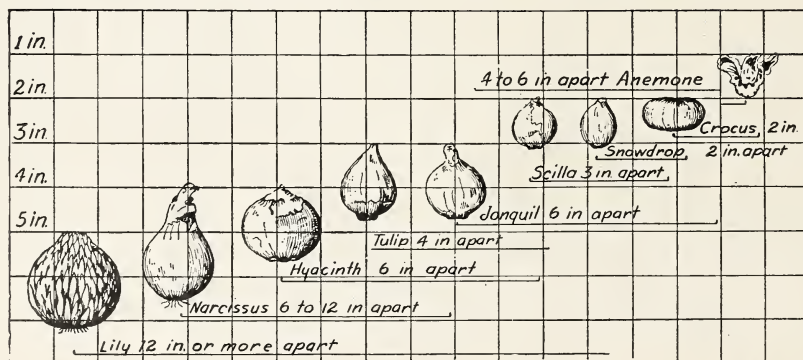 1 in.
2 in.
3 in.
4 in.
5 in.
4 to 6 in apart Anemone
Crocus, 2 in.
Snowdrop 2 in. apart
Scilla 3 in apart
Jonquil 6 in apart
Tulip 4 in apart
Hyacinth 6 in apart
Narcissus 6 to 12 in apart
Lily 12 in. or more apart